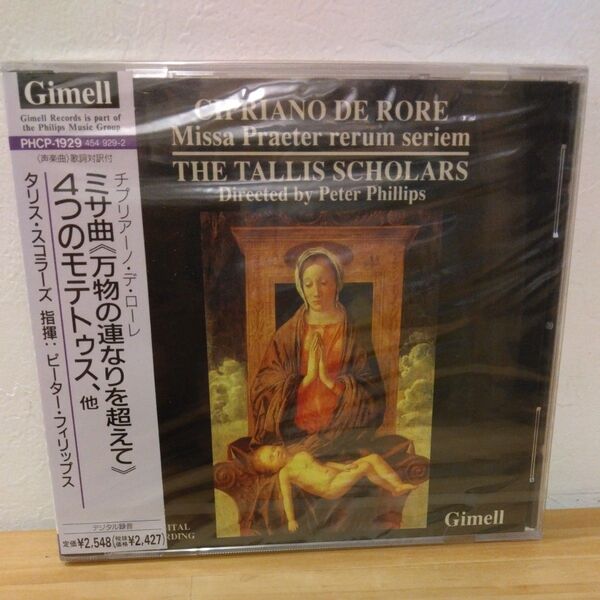 Gimell
Gimell Records is part of
the Philips Music Group
PHCP-1929 454 929-2
〈声楽曲〉歌詞対訳付
チプリアーノ・デ・ローレ
ミサ曲《万物の連なりを超えて》
4つのモテトゥス、他
タリス・スコラーズ 指揮:ピーター・フィリップス
デジタル録音
定価¥2,548(税抜価格¥2,427)
CIPRIANO DE RORE
Missa Praeter rerum seriem
THE TALLIS SCHOLARS
Directed by Peter Phillips
ITAL
RDING
Gimell